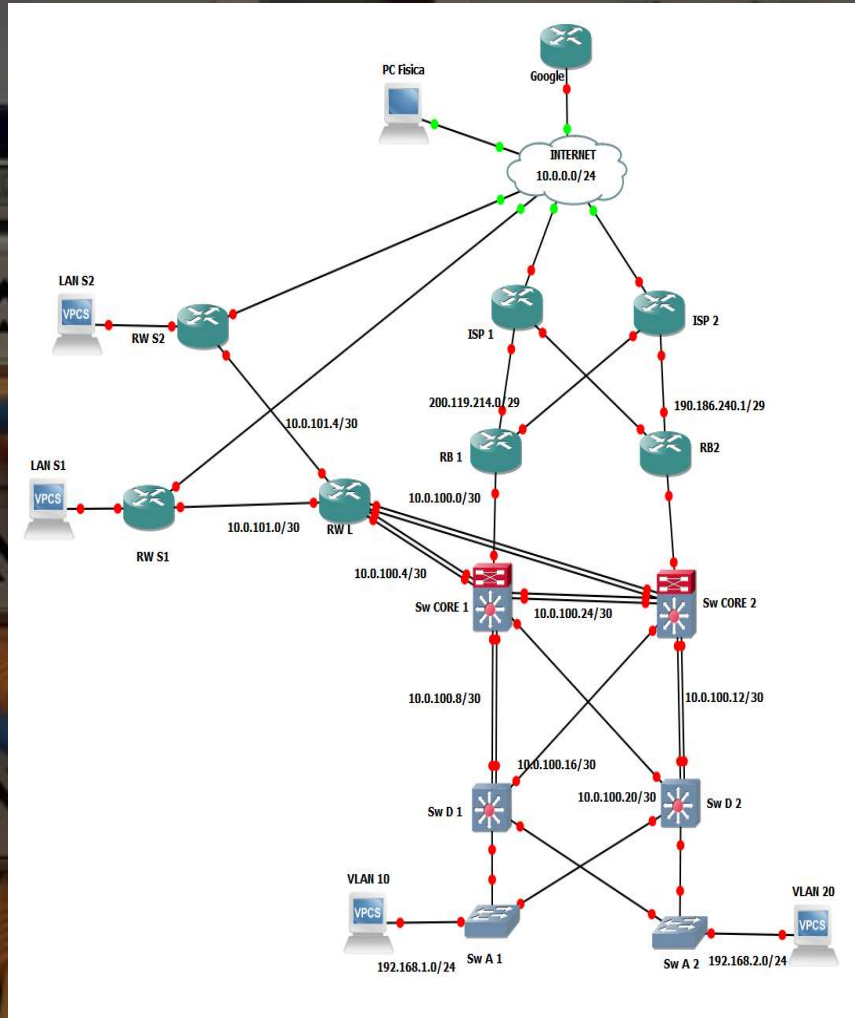 Google
PC Fisica
INTERNET
10.0.0.0/24
LAN S2
VPCS
RW S2
ISP 1
ISP 2
200.119.214.0/29
190.186.240.1/29
10.0.101.4/30
RB 1
RB2
LAN S1
VPCS
RW S1
10.0.101.0/30
RW L
10.0.100.0/30
10.0.100.4/30
Sw CORE 1
10.0.100.24/30
Sw CORE 2
10.0.100.8/30
10.0.100.12/30
10.0.100.16/30
10.0.100.20/30
Sw D 1
Sw D 2
VLAN 10
VPCS
192.168.1.0/24
Sw A 1
Sw A 2
192.168.2.0/24
VLAN 20
VPCS